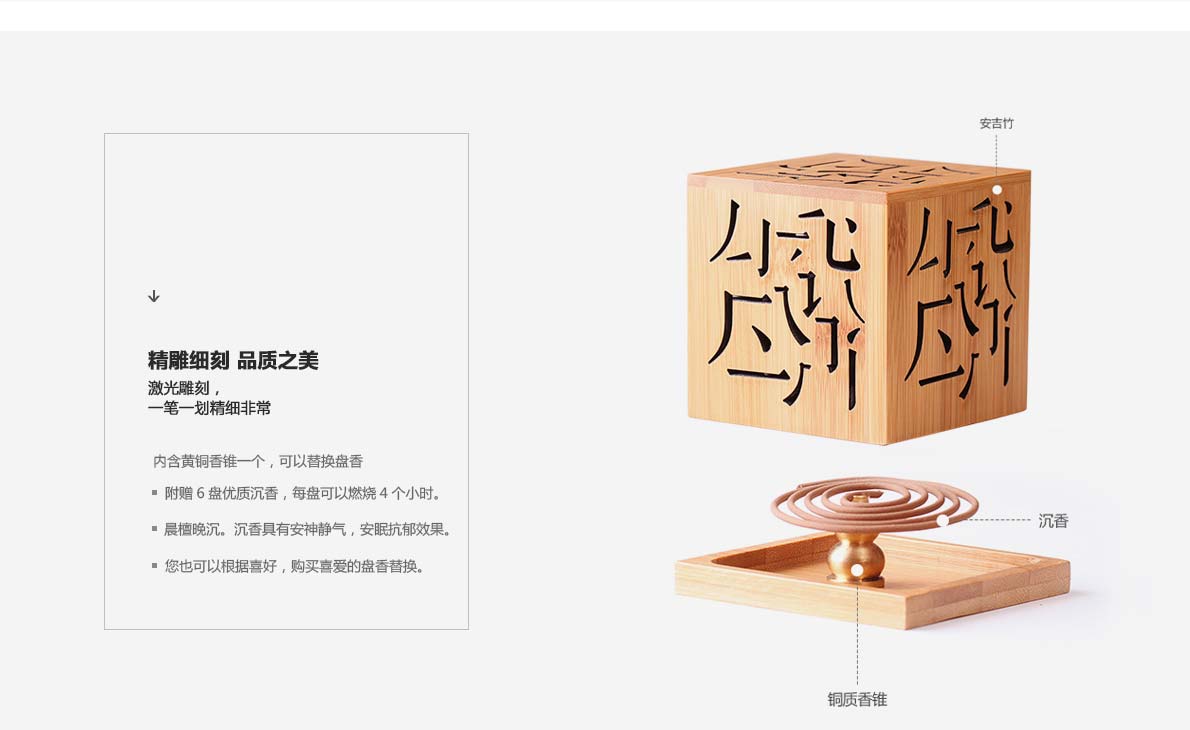 精雕细刻 品质之美
激光雕刻，
一笔一划精细非常
内含黄铜香锥一个，可以替换盘香
附赠 6 盘优质沉香，每盘可以燃烧 4 个小时。
晨檀晚沉。沉香具有安神静气，安眠抗郁效果。
您也可以根据喜好，购买喜爱的盘香替换。
安吉竹
沉香
铜质香锥